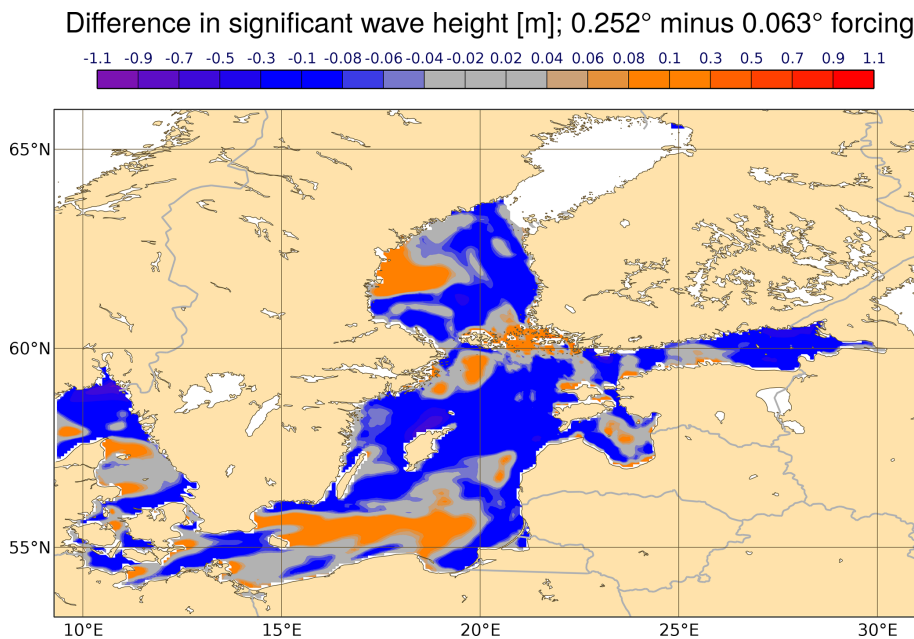 Difference in significant wave height [m]; 0.252° minus 0.063° forcing
-1.1 -0.9 -0.7 -0.5 -0.3 -0.1 -0.08 -0.06 -0.04 -0.02 0.02 0.04 0.06 0.08 0.1 0.3 0.5 0.7 0.9 1.1
65°N
60°N
55°N
10°E 15°E 20°E 25°E 30°E